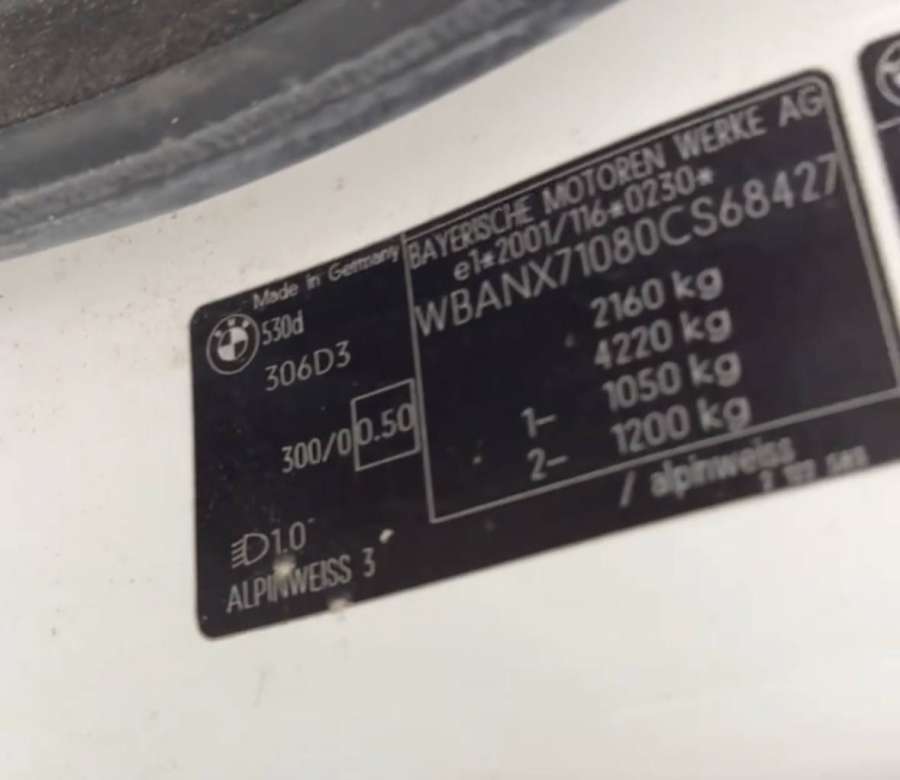 Made in Germany
530d
306D3
300/0 0.50
1.0
ALPINWEISS 3
BAYERISCHE MOTOREN WERKE AG
e1*2001/116*0230*
WBANX71080CS68427
2160 kg
4220 kg
1- 1050 kg
2- 1200 kg
/ alpinweiss